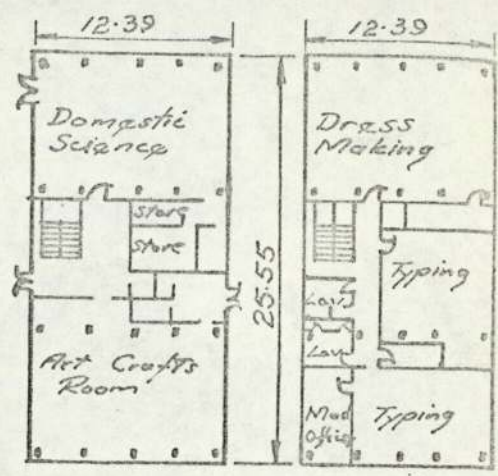 12.39
12.39
Domestic
Science
Dress
Making
Store
Store
25.55
Typing
Lav.
Lav.
Art Crafts
Room
Typing
Office